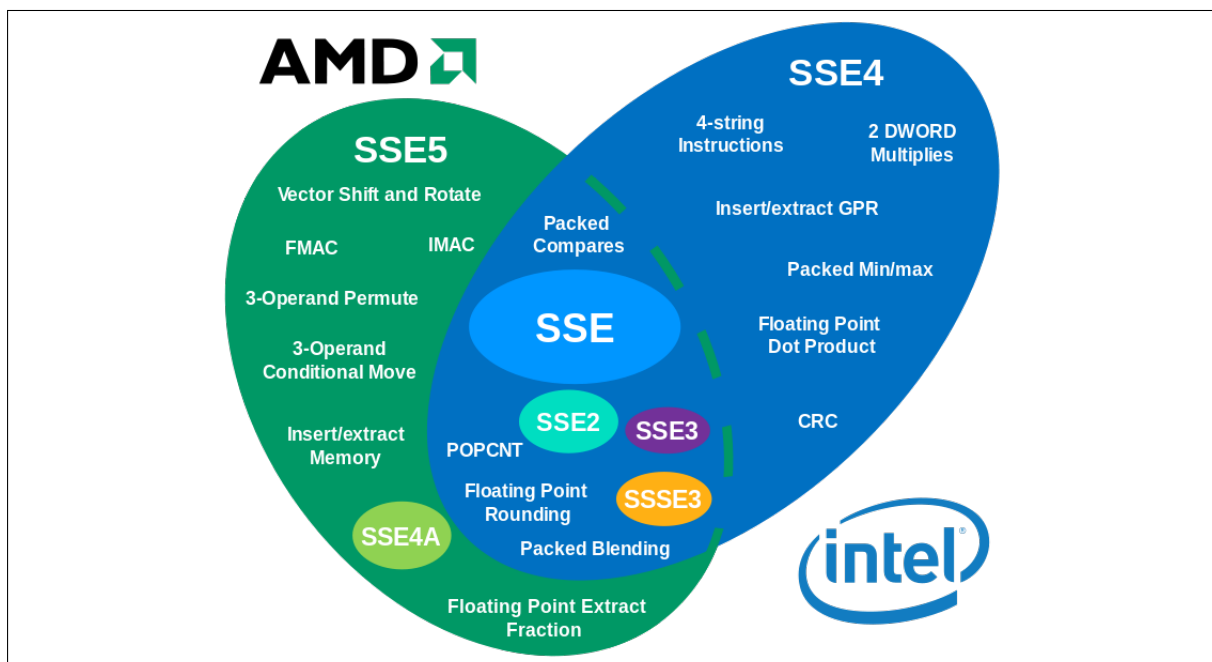 AMD
SSE5
Vector Shift and Rotate
FMAC
IMAC
3-Operand Permute
3-Operand
Conditional Move
Insert/extract
Memory
SSE4A
Floating Point Extract
Fraction
Packed
Compares
SSE
SSE2
SSE3
POPCNT
Floating Point
Rounding
SSSE3
Packed Blending
SSE4
4-string
Instructions
2 DWORD
Multiplies
Insert/extract GPR
Packed Min/max
Floating Point
Dot Product
CRC
intel®